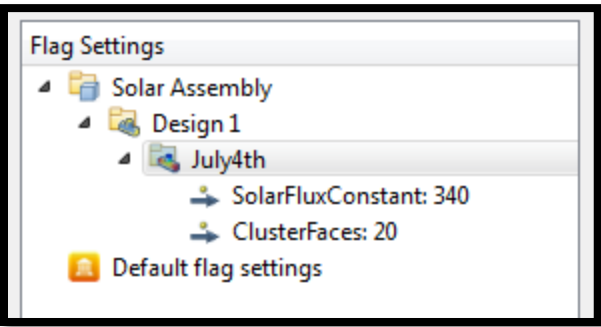 Flag Settings
Solar Assembly
Design 1
July4th
SolarFluxConstant: 340
ClusterFaces: 20
Default flag settings